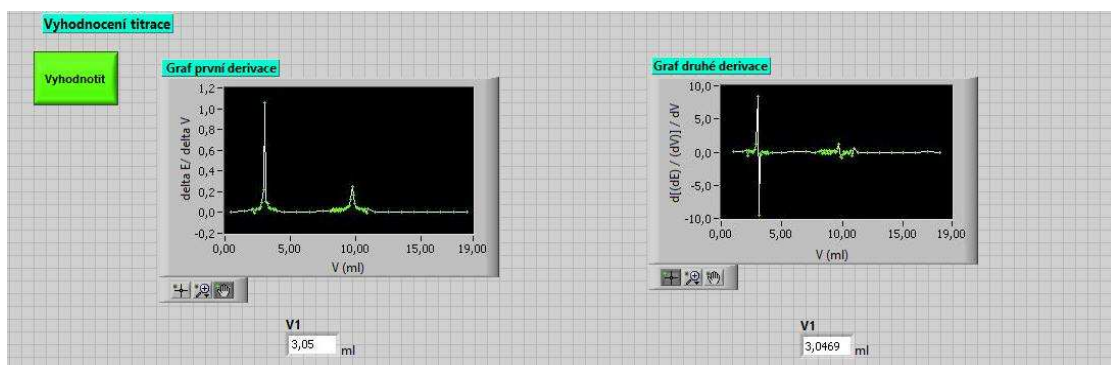 Vyhodnocení titrace
Vyhodnotit
Graf první derivace
delta E/ delta V
1,2
1,0
0,8
0,6
0,4
0,2
0,0
-0,2
0,00 5,00 10,00 15,00 19,00
V (ml)
V1
3,05 ml
Graf druhé derivace
d[(dE) / (dV)] / dV
10,0
5,0
0,0
-5,0
-10,0
0,00 5,00 10,00 15,00 19,00
V (ml)
V1
3,0469 ml